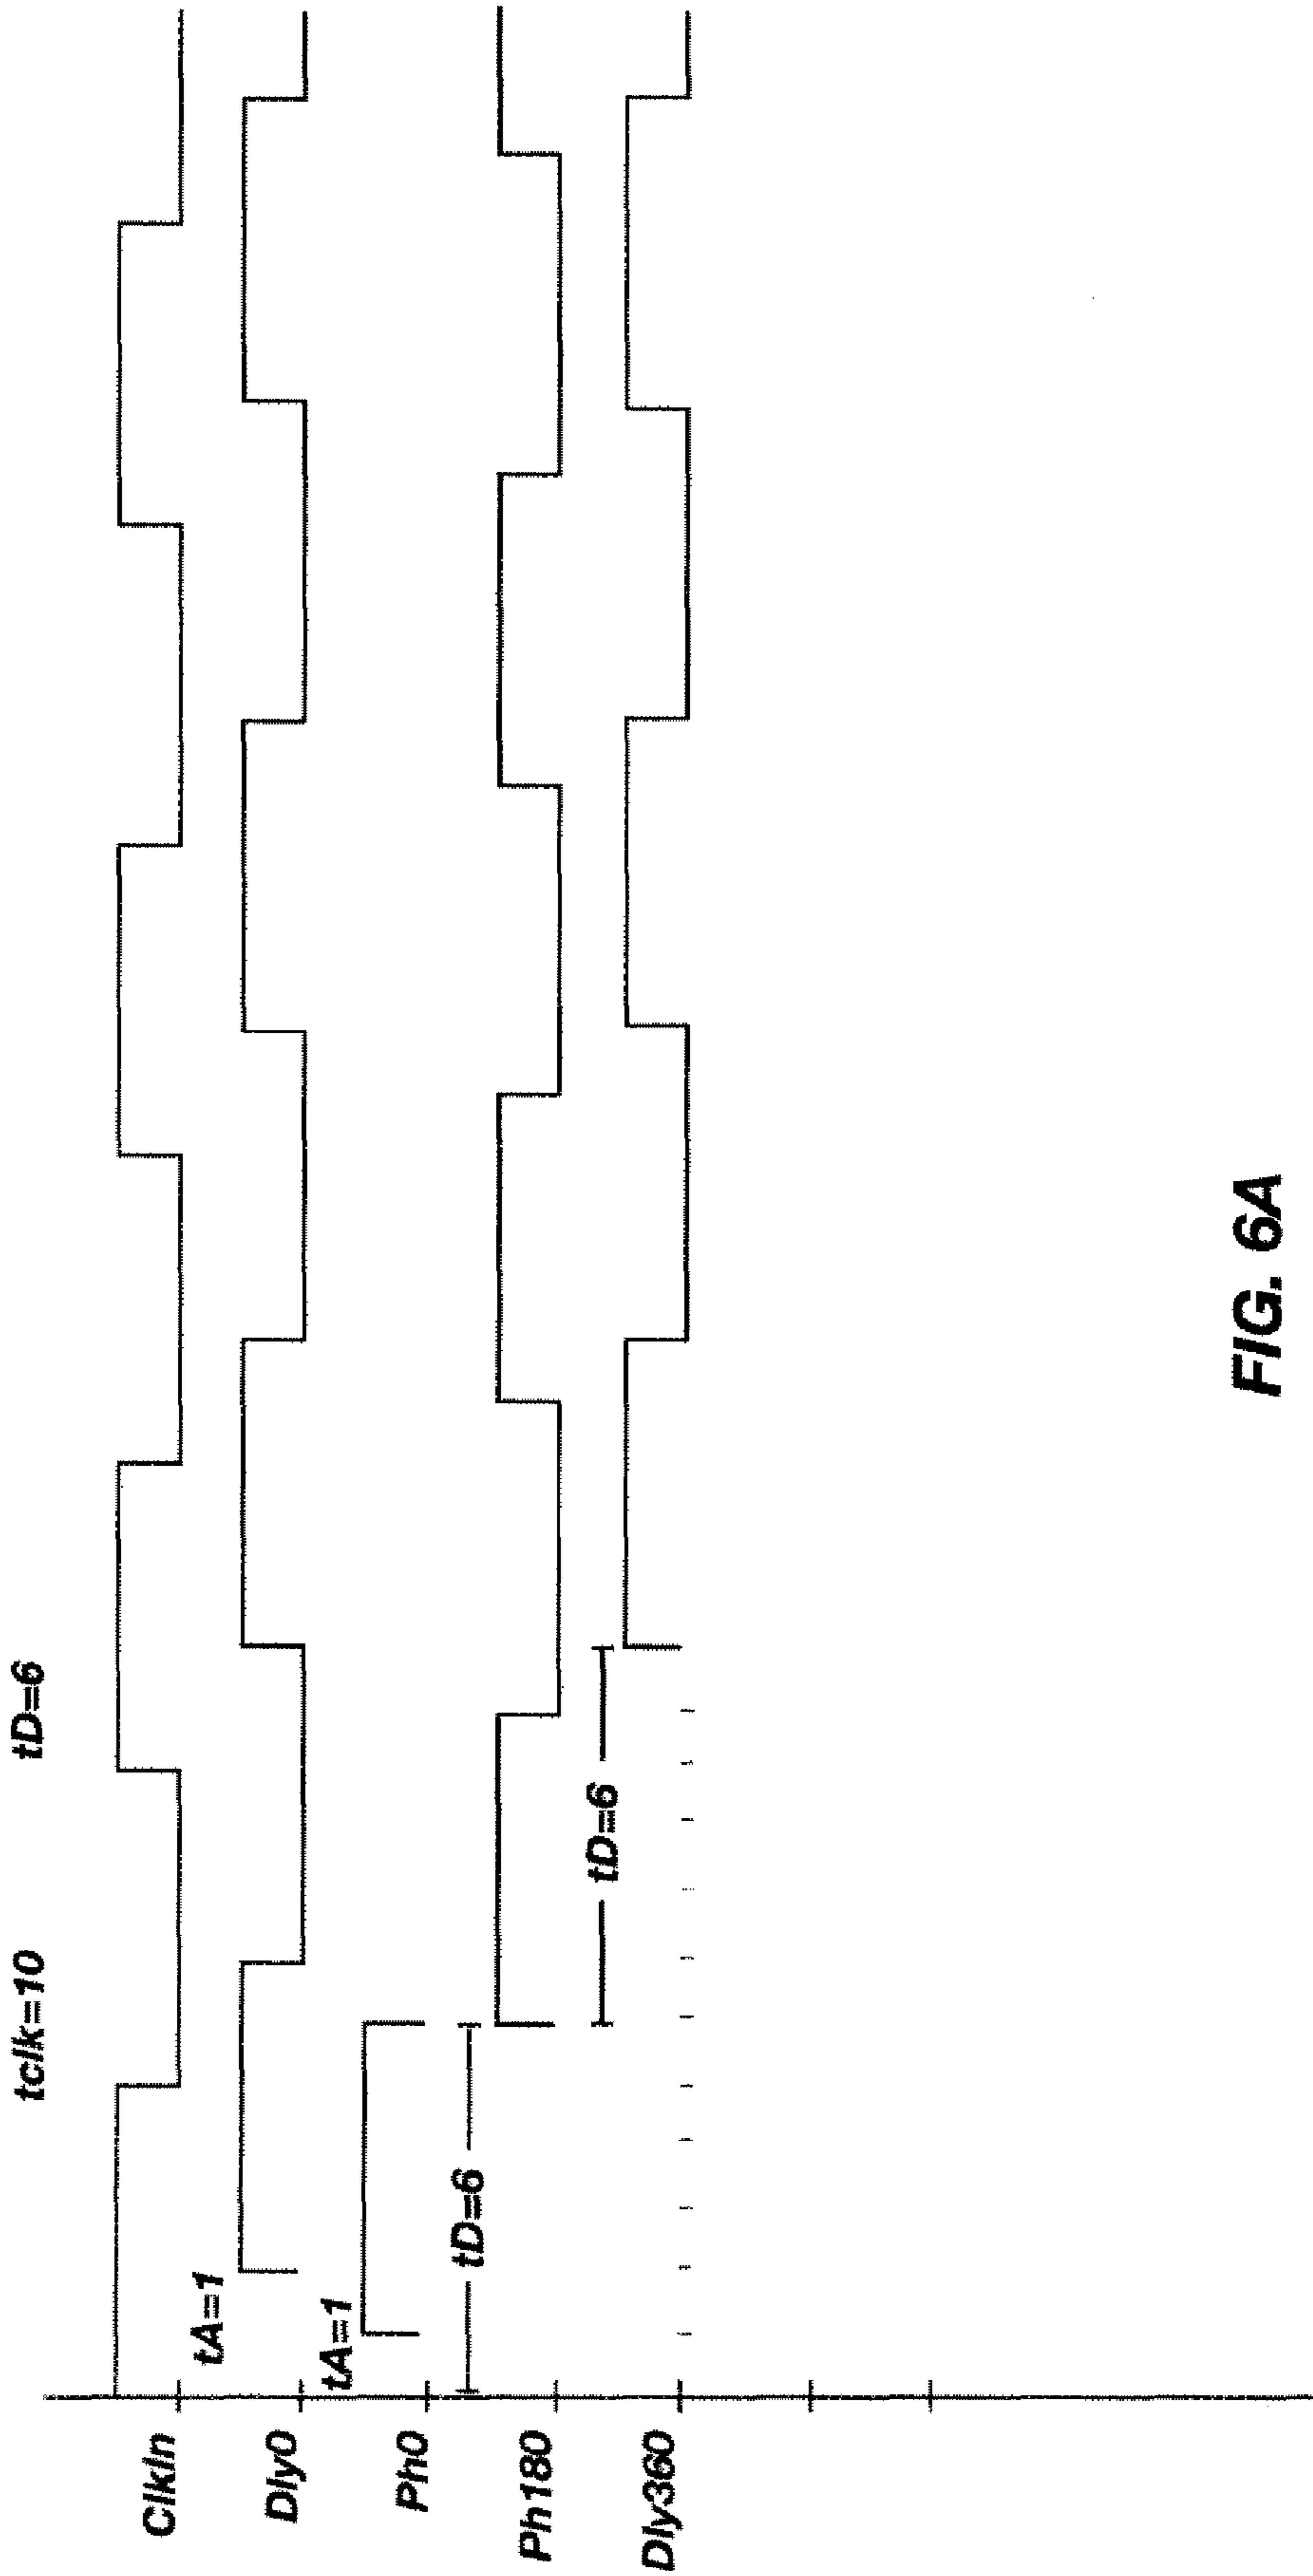 tclk=10 tD=6
ClkIn
tA=1
Dly0
tA=1
Ph0
tD=6
Ph180
tD=6
Dly360
FIG. 6A